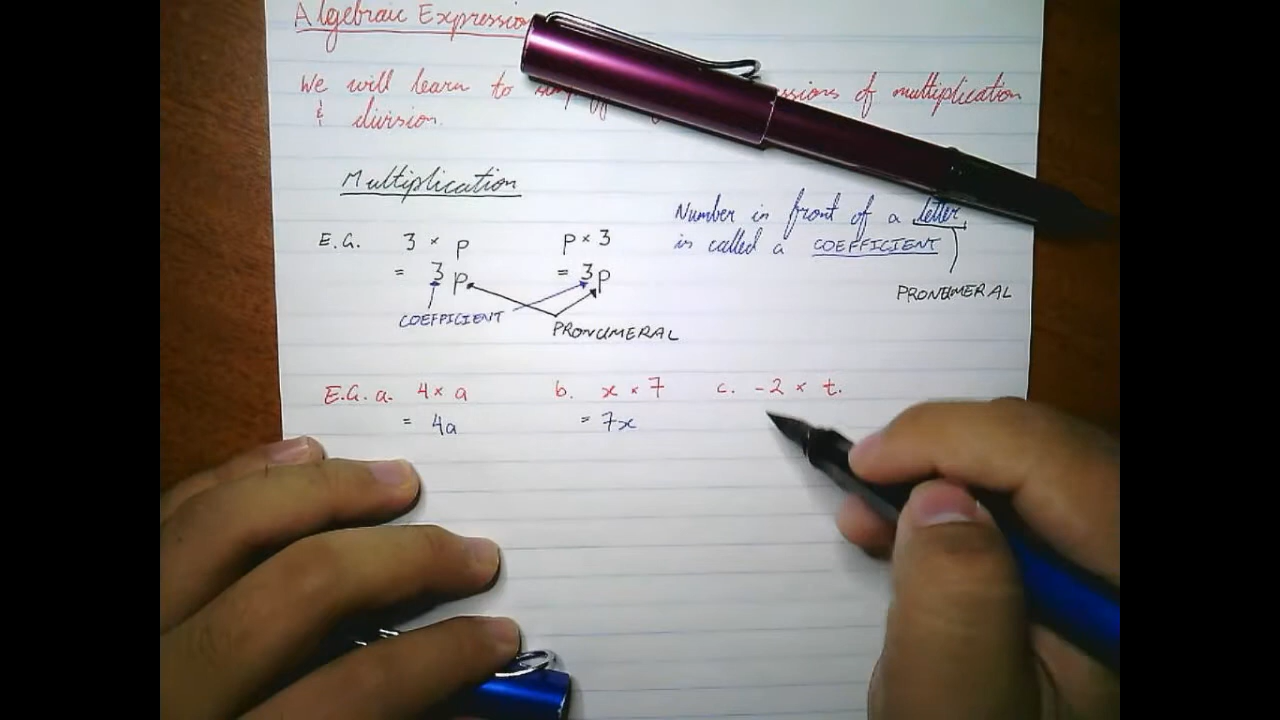 Algebraic Expressio
We will learn to ssions of multiplication
& division.
Multiplication
Number in front of a letter
is called a COEFFICIENT
PRONUMERAL
E.G. 3 × p p × 3
= 3p = 3p
COEFFICIENT PRONUMERAL
E.G. a. 4 × a b. x × 7 c. -2 × t.
= 4a = 7x